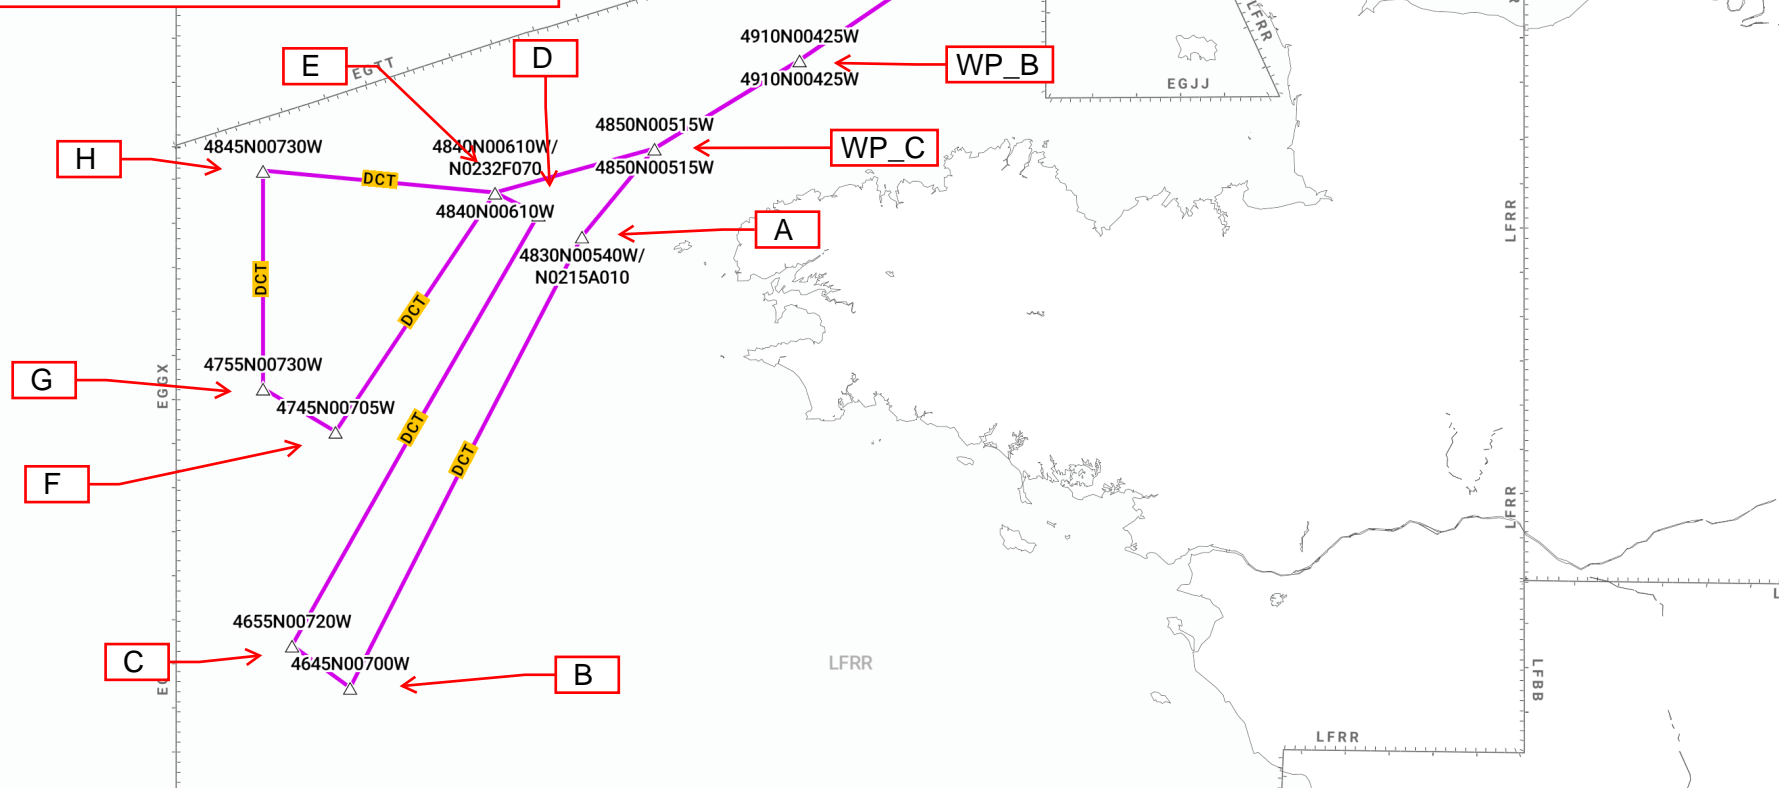 LFRR
4910N00425W
WP_B
4910N00425W
EGJJ
EGTT
E
D
4850N00515W
WP_C
4850N00515W
H
4845N00730W
4840N00610W/
N0232F070
DCT
4840N00610W
A
4830N00540W/
N0215A010
LFRR
DCT
DCT
G
4755N00730W
EGGX
4745N00705W
DCT
DCT
F
LFRR
4655N00720W
C
4645N00700W
B
LFRR
LFBB
LFRR